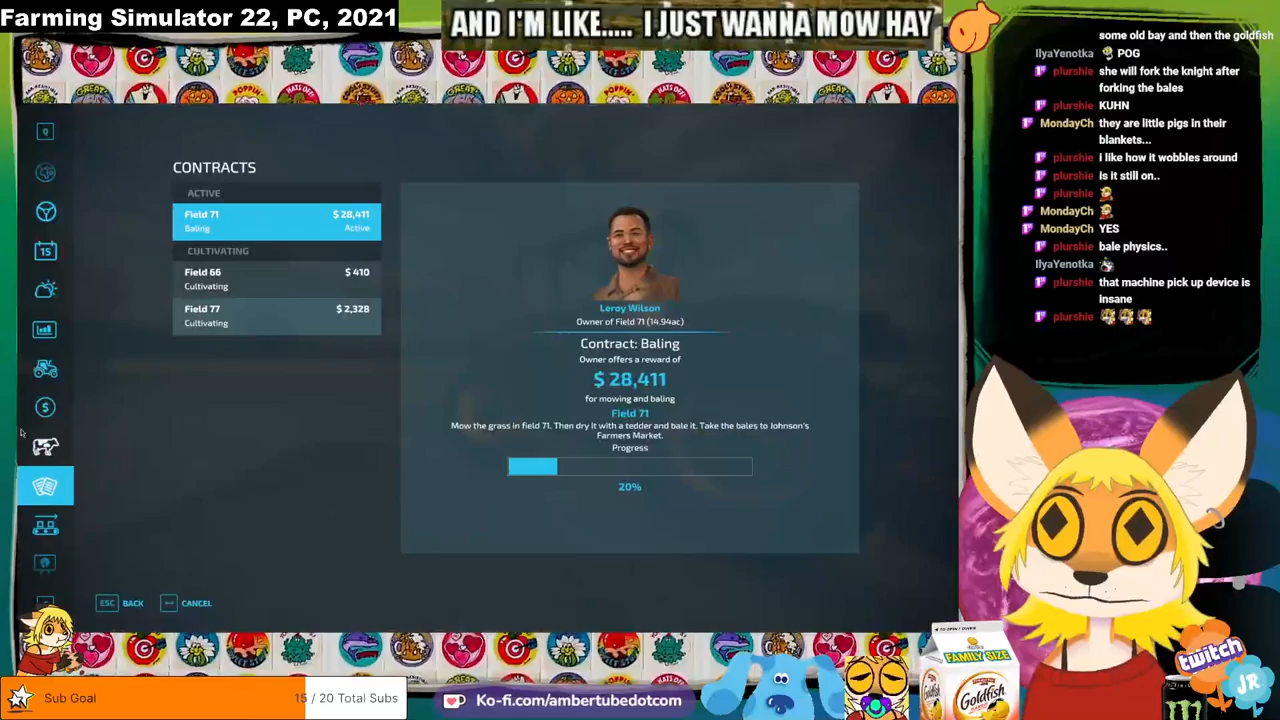 Farming Simulator 22, PC, 2021
AND I'M LIKE..... I JUST WANNA MOW HAY
CONTRACTS
ACTIVE
Field 71 $ 28,411
Baling Active
CULTIVATING
Field 66 $ 410
Cultivating
Field 77 $ 2,328
Cultivating
Leroy Wilson
Owner of Field 71 (14.94ac)
Contract: Baling
Owner offers a reward of
$ 28,411
for mowing and baling
Field 71
Mow the grass in field 71. Then dry it with a tedder and bale it. Take the bales to Johnson's
Farmers Market.
Progress
20%
Q
15
ESC BACK
CANCEL
some old bay and then the goldfish
IlyaYenotka POG
plurshie she will fork the knight after
forking the bales
plurshie KUHN
MondayCh they are little pigs in their
blankets...
plurshie i like how it wobbles around
plurshie is it still on..
plurshie
MondayCh
MondayCh YES
plurshie bale physics..
IlyaYenotka
plurshie that machine pick up device is
insane
plurshie
Sub Goal 15 / 20 Total Subs
Ko-fi.com/ambertubedotcom
FAMILY SIZE
Goldfish
twitch
JR